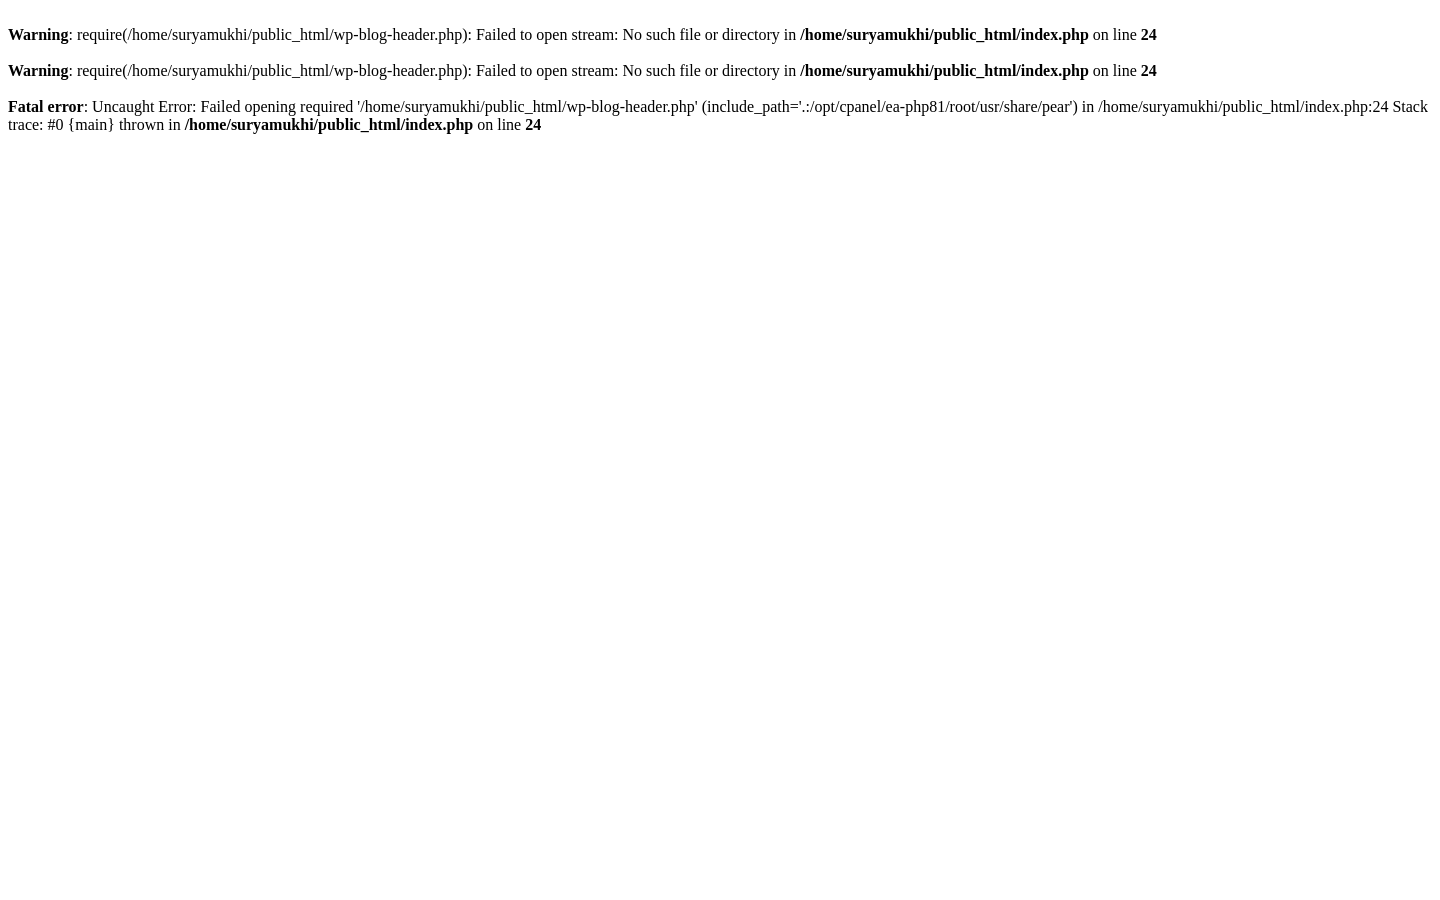 Warning: require(/home/suryamukhi/public_html/wp-blog-header.php): Failed to open stream: No such file or directory in /home/suryamukhi/public_html/index.php on line 24
Warning: require(/home/suryamukhi/public_html/wp-blog-header.php): Failed to open stream: No such file or directory in /home/suryamukhi/public_html/index.php on line 24
Fatal error: Uncaught Error: Failed opening required '/home/suryamukhi/public_html/wp-blog-header.php' (include_path='.:/opt/cpanel/ea-php81/root/usr/share/pear') in /home/suryamukhi/public_html/index.php:24 Stack
trace: #0 {main} thrown in /home/suryamukhi/public_html/index.php on line 24